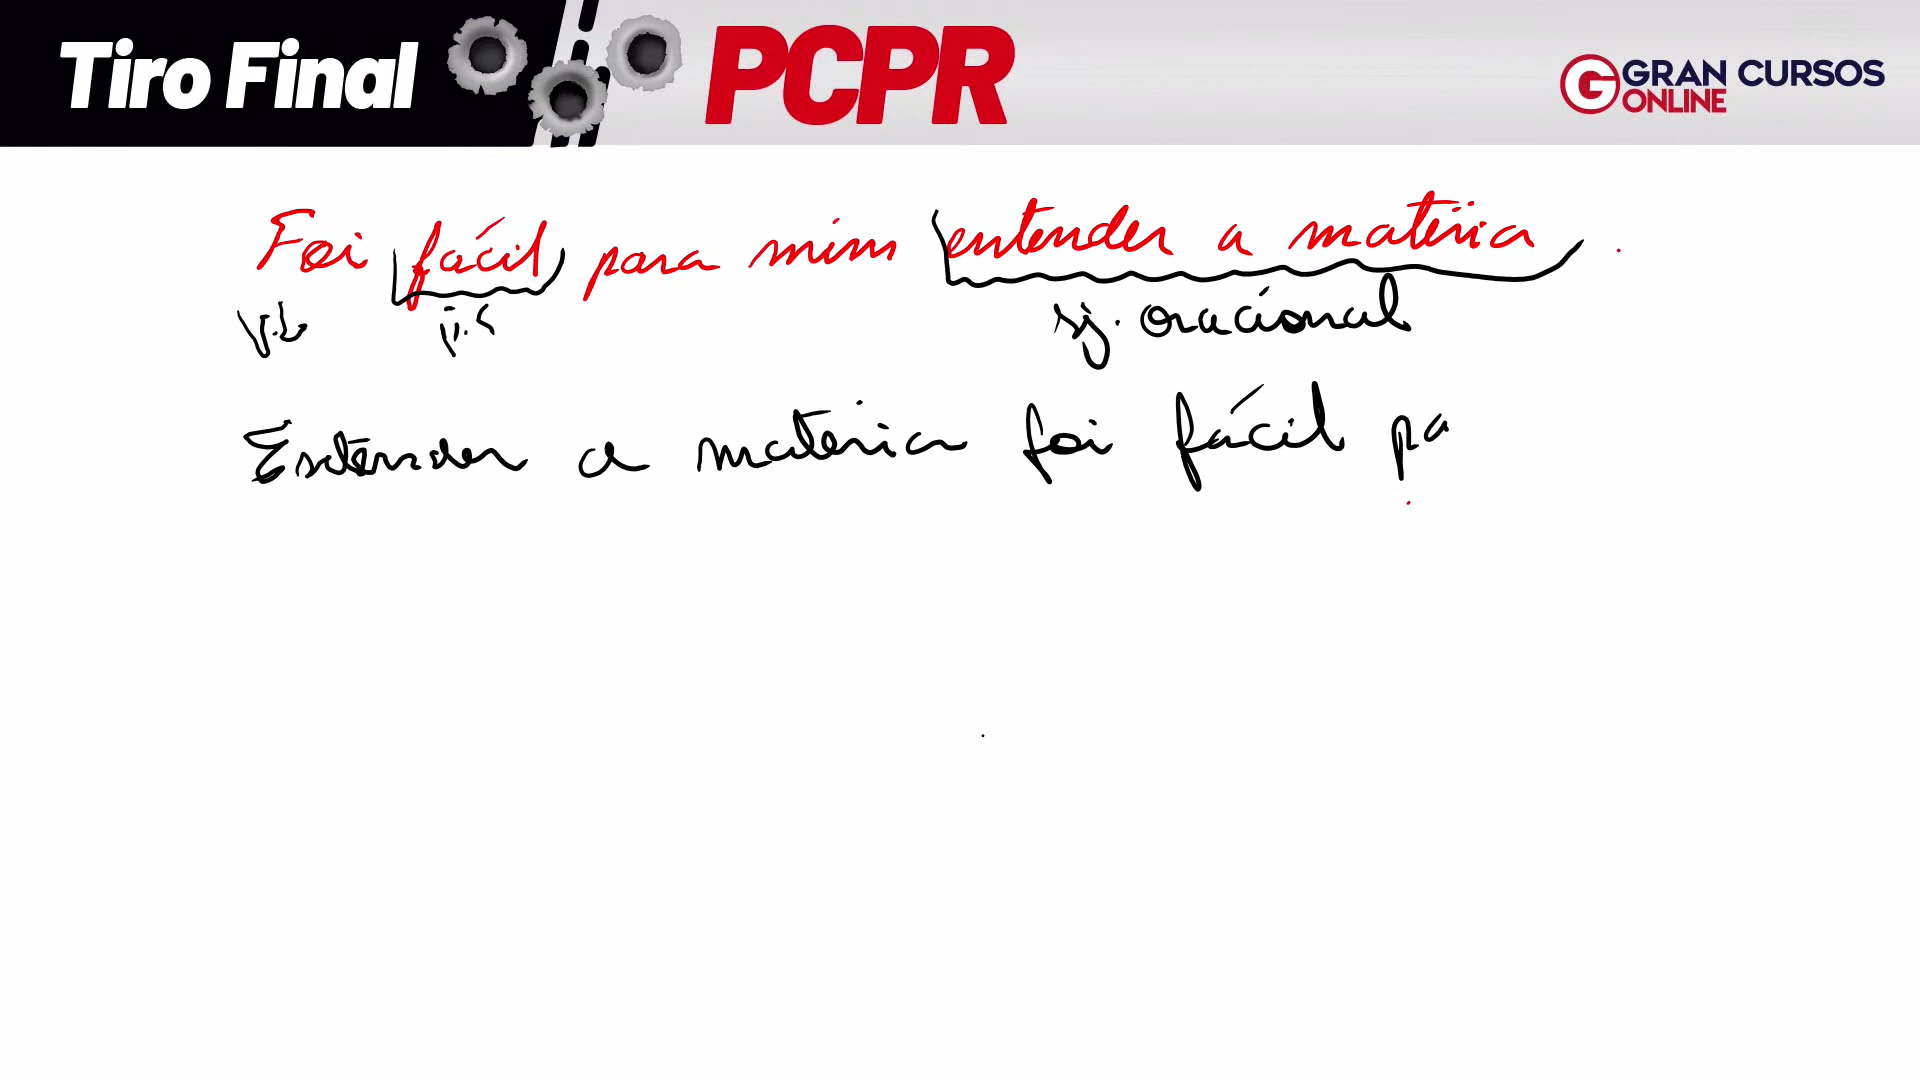 Tiro Final PCPR GRAN CURSOS ONLINE
Foi fácil para mim entender a matéria.
V.L p.s sj. oracional
Entender a matéria foi fácil pa